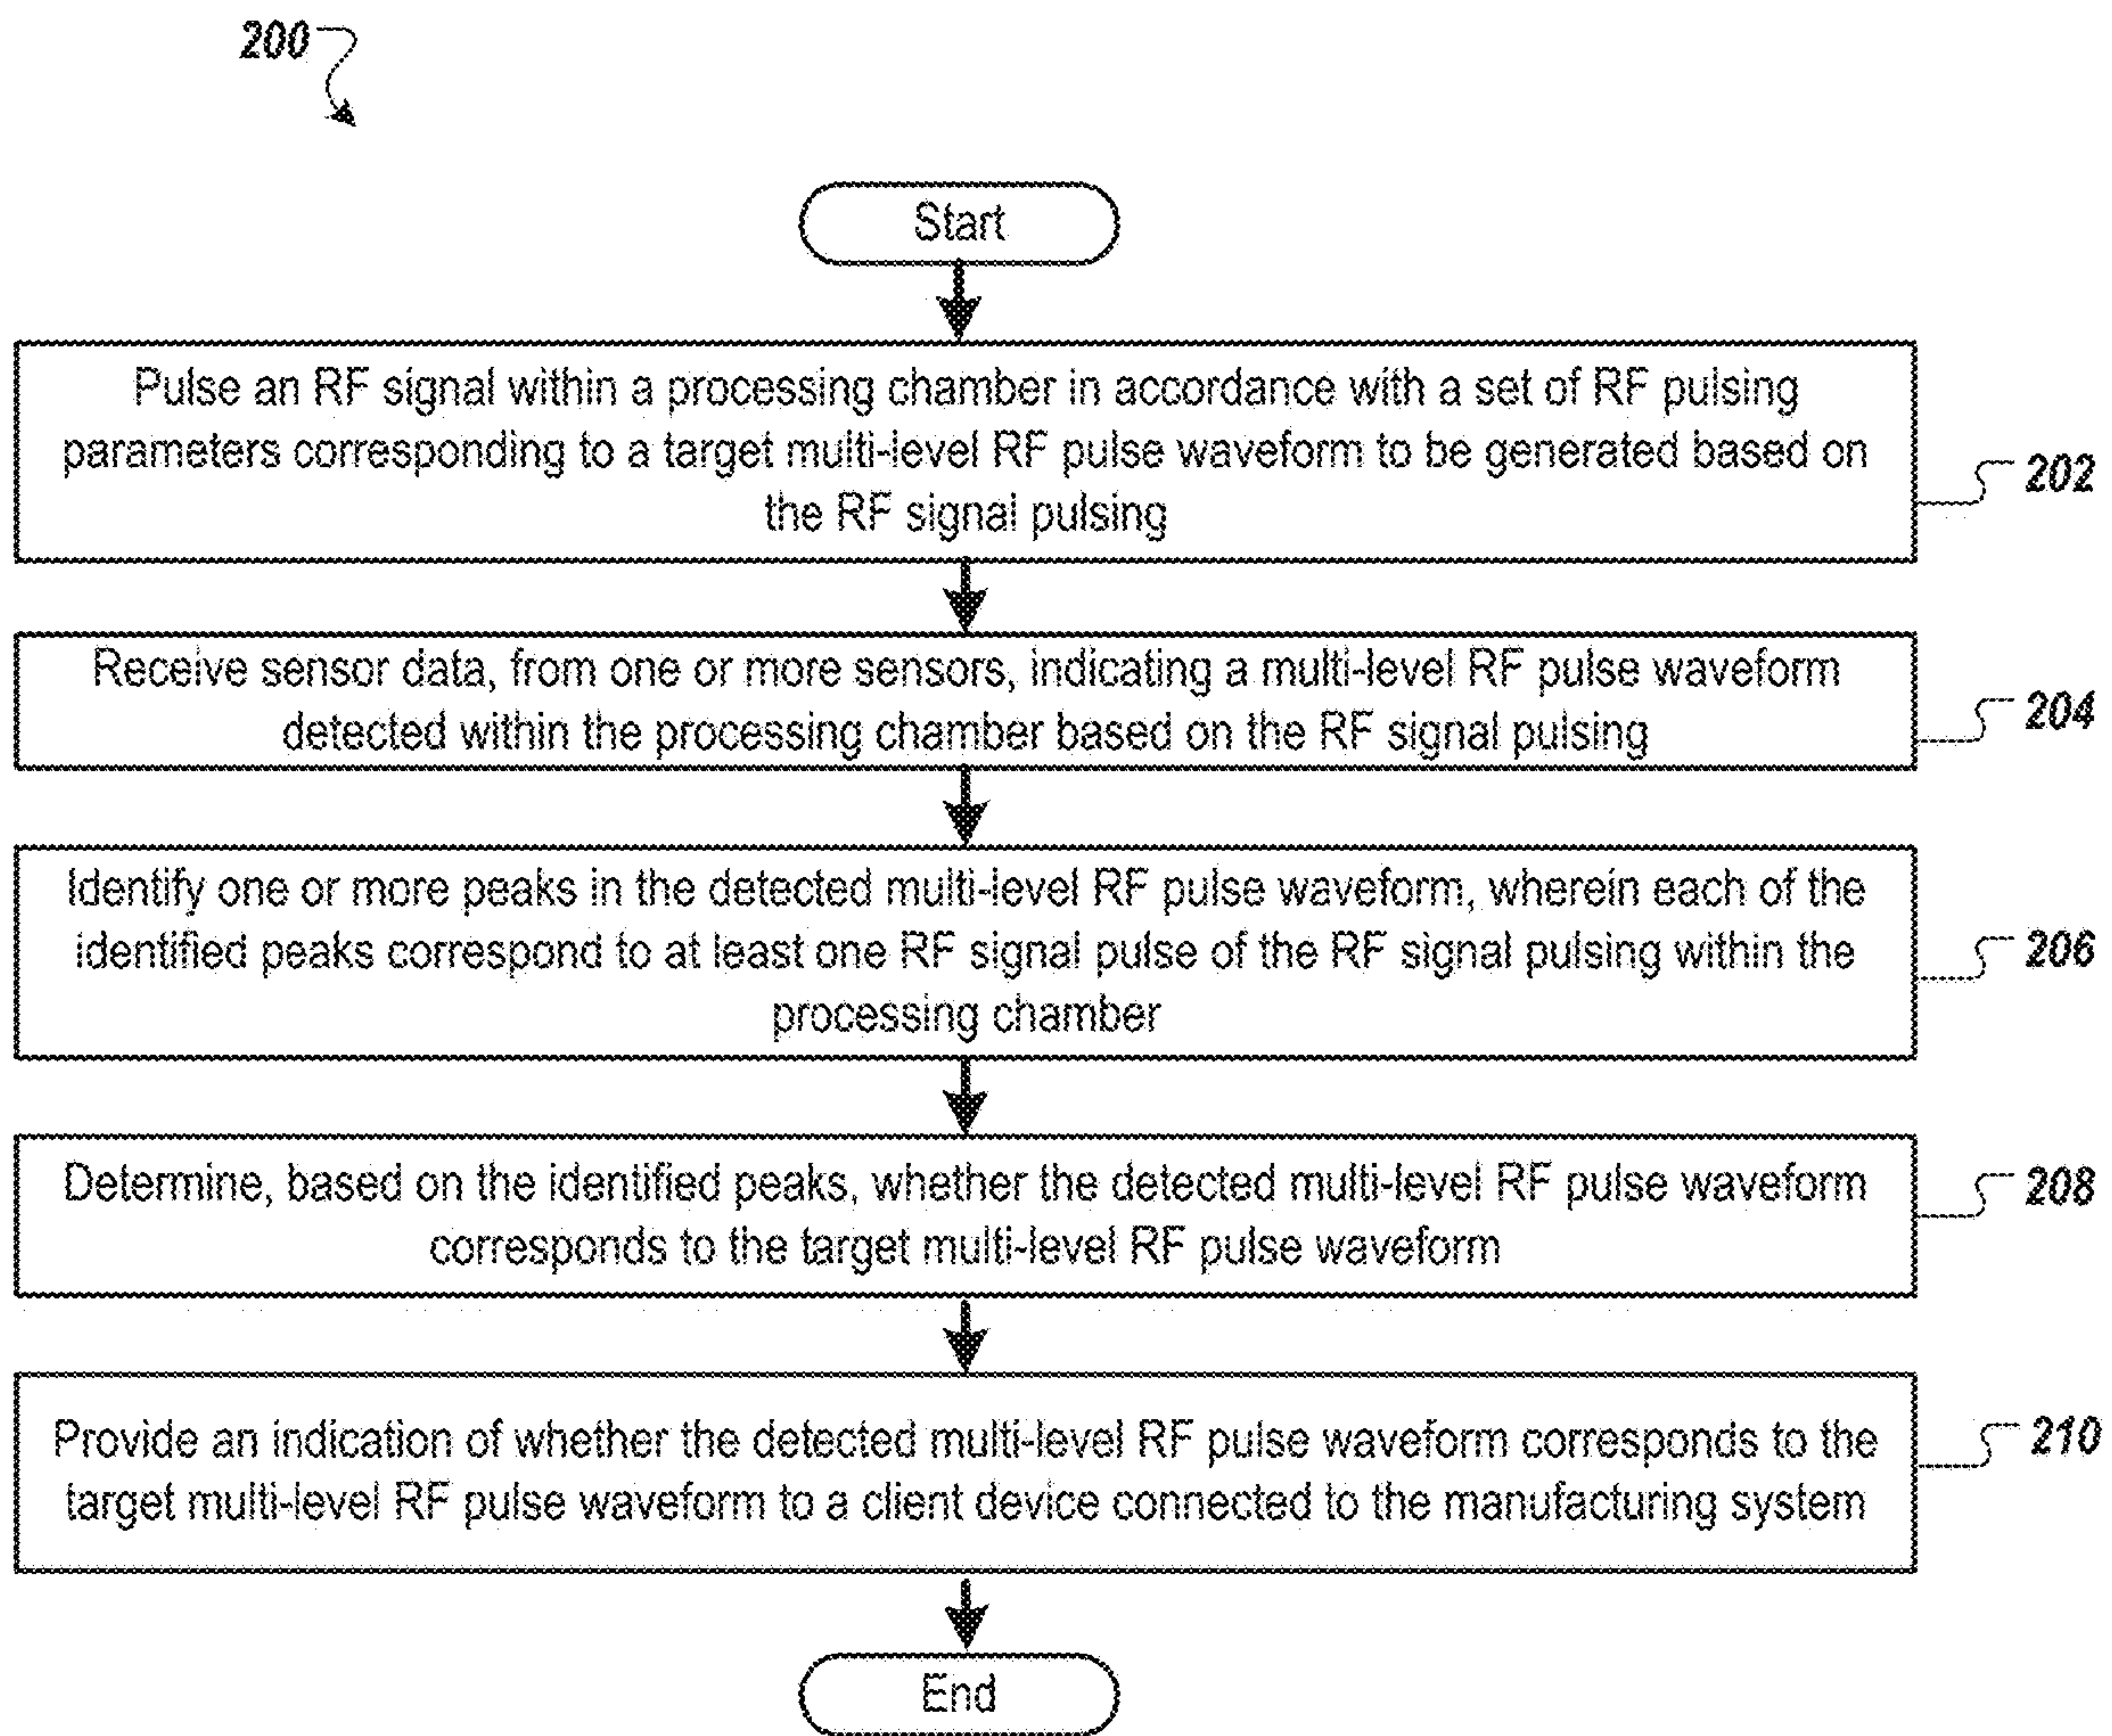 200
Start
Pulse an RF signal within a processing chamber in accordance with a set of RF pulsing
parameters corresponding to a target multi-level RF pulse waveform to be generated based on
the RF signal pulsing
202
Receive sensor data, from one or more sensors, indicating a multi-level RF pulse waveform
detected within the processing chamber based on the RF signal pulsing
204
Identify one or more peaks in the detected multi-level RF pulse waveform, wherein each of the
identified peaks correspond to at least one RF signal pulse of the RF signal pulsing within the
processing chamber
206
Determine, based on the identified peaks, whether the detected multi-level RF pulse waveform
corresponds to the target multi-level RF pulse waveform
208
Provide an indication of whether the detected multi-level RF pulse waveform corresponds to the
target multi-level RF pulse waveform to a client device connected to the manufacturing system
210
End